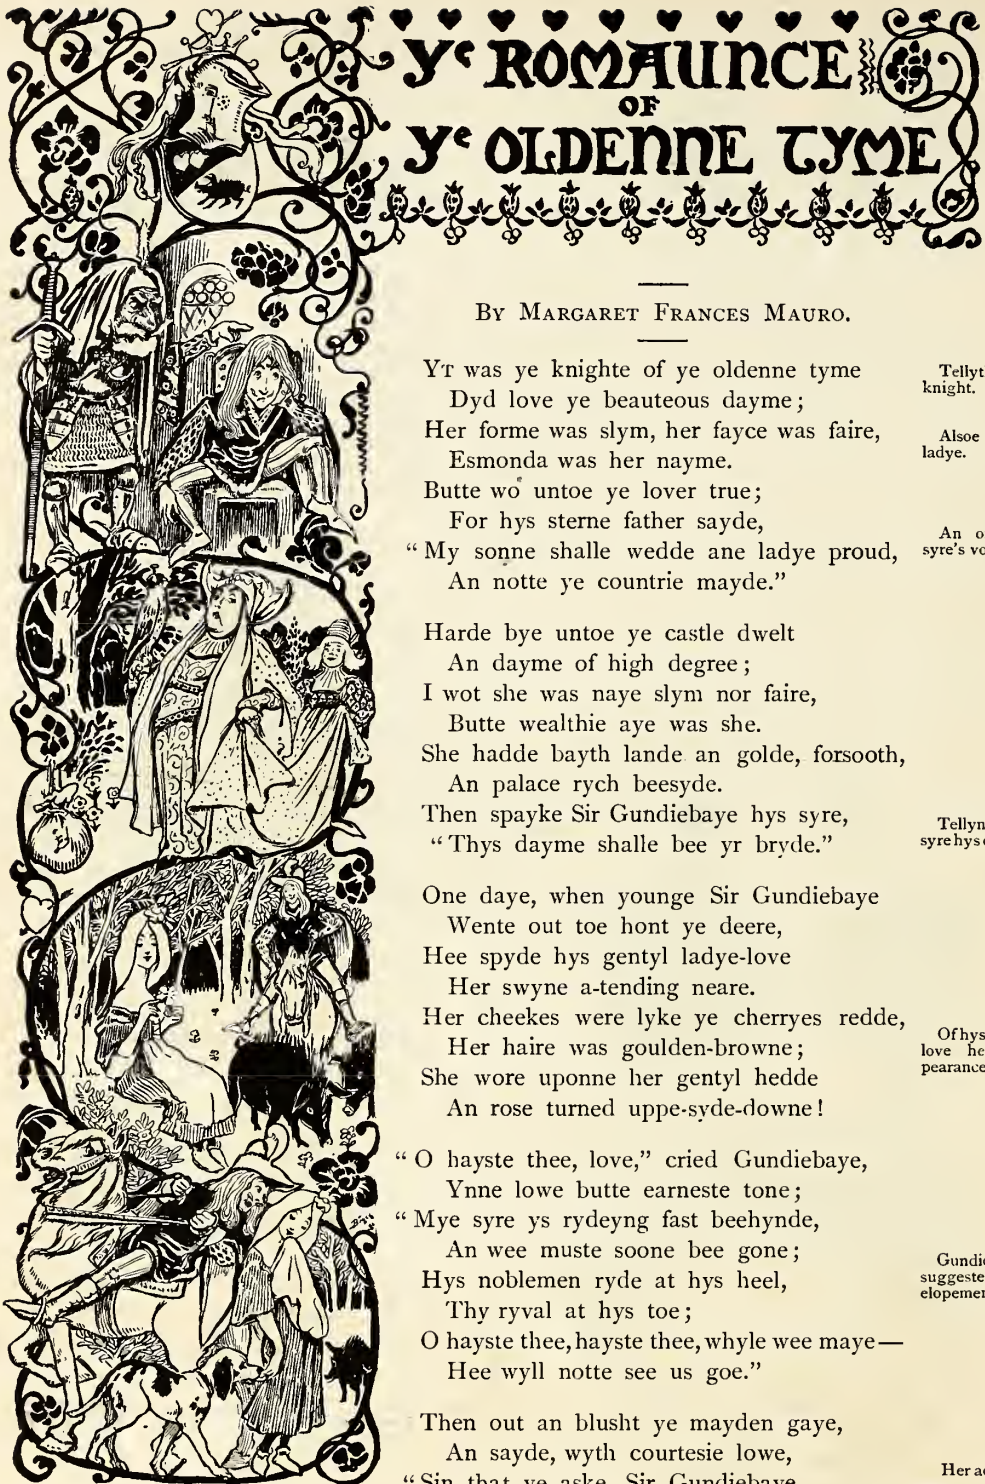 Ye ROMAUNCE
OF
Ye OLDENNE TYME
BY MARGARET FRANCES MAURO.
YT was ye knighte of ye oldenne tyme
Dyd love ye beauteous dayme;
Her forme was slym, her fayce was faire,
Esmonda was her nayme.
Butte wo untoe ye lover true;
For hys sterne father sayde,
“My sonne shalle wedde ane ladye proud,
An notte ye countrie mayde.”
Harde bye untoe ye castle dwelt
An dayme of high degree;
I wot she was naye slym nor faire,
Butte wealthie aye was she.
She hadde bayth lande an golde, forsooth,
An palace rych beesyde.
Then spayke Sir Gundiebaye hys syre,
“Thys dayme shalle bee yr bryde.”
One daye, when younge Sir Gundiebaye
Wente out toe hont ye deere,
Hee spyde hys gentyl ladye-love
Her swyne a-tending neare.
Her cheekes were lyke ye cherryes redde,
Her haire was goulden-browne;
She wore uponne her gentyl hedde
An rose turned uppe-syde-downe!
“O hayste thee, love,” cried Gundiebaye,
Ynne lowe butte earneste tone;
“Mye syre ys rydeyng fast beehynde,
An wee muste soone bee gone;
Hys noblemen ryde at hys heel,
Thy ryval at hys toe;
O hayste thee, hayste thee, whyle wee maye—
Hee wyll notte see us goe.”
Then out an blusht ye mayden gaye,
An sayde, wyth courtesie lowe,
“Sin that ye aske, Sir Gundiebaye
Tellyt
knight.
Alsoe
ladye.
An o
syre's vo
Tellyn
syre hys
Of hys
love he
pearance
Gundie
suggeste
elopemen
Her a